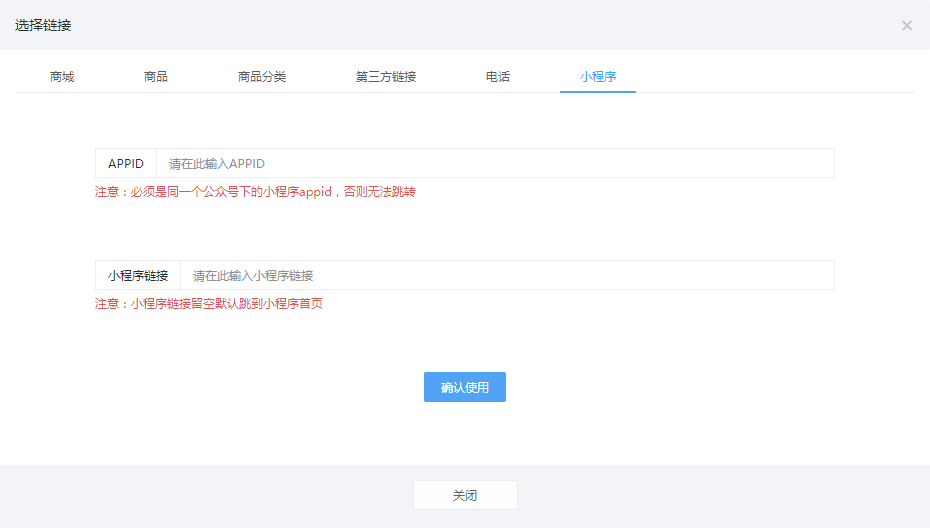 选择链接
商城
商品
商品分类
第三方链接
电话
小程序
APPID
请在此输入APPID
注意：必须是同一个公众号下的小程序appid，否则无法跳转
小程序链接
请在此输入小程序链接
注意：小程序链接留空默认跳到小程序首页
确认使用
关闭